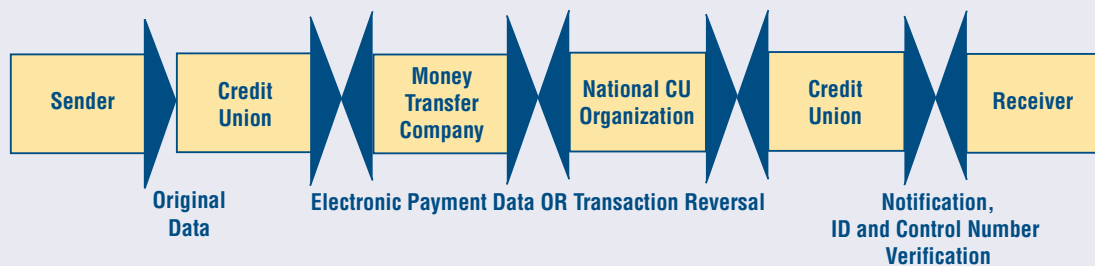 Sender
Credit
Union
Money
Transfer
Company
National CU
Organization
Credit
Union
Receiver
Original
Data
Electronic Payment Data OR Transaction Reversal
Notification,
ID and Control Number
Verification